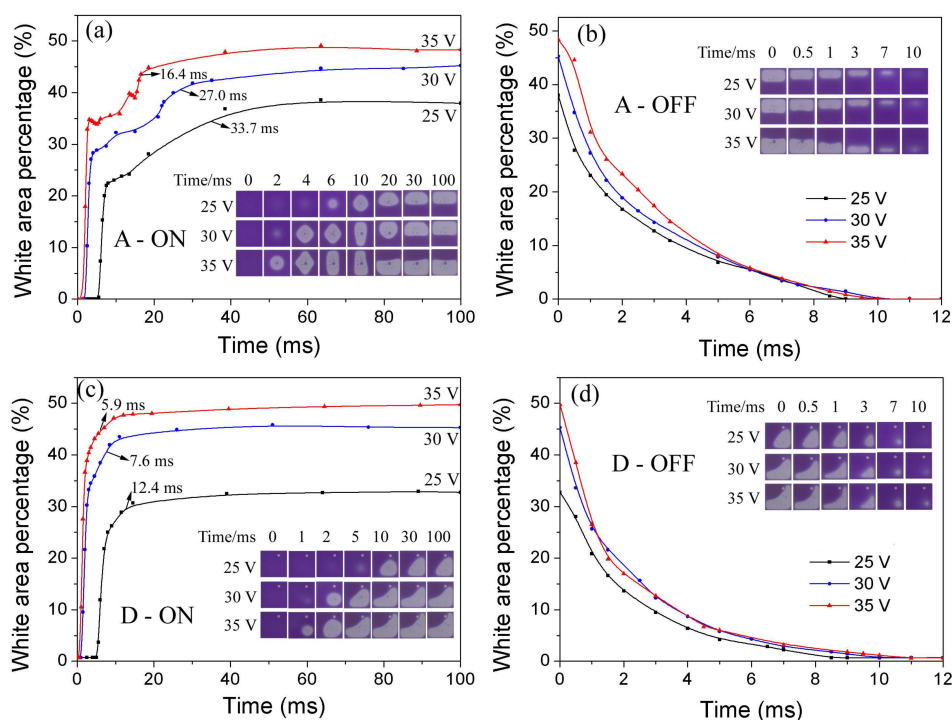 (a)
White area percentage (%)
50
40
30
20
10
0
35 V
16.4 ms
30 V
27.0 ms
25 V
33.7 ms
A - ON
Time/ms 0 2 4 6 10 20 30 100
25 V
30 V
35 V
0 20 40 60 80 100
Time (ms)
(b)
White area percentage (%)
50
40
30
20
10
0
A - OFF
Time/ms 0 0.5 1 3 7 10
25 V
30 V
35 V
25 V
30 V
35 V
0 2 4 6 8 10 12
Time (ms)
(c)
White area percentage (%)
50
40
30
20
10
0
5.9 ms
35 V
30 V
7.6 ms
12.4 ms
25 V
D - ON
Time/ms 0 1 2 5 10 30 100
25 V
30 V
35 V
0 20 40 60 80 100
Time (ms)
(d)
White area percentage (%)
50
40
30
20
10
0
D - OFF
Time/ms 0 0.5 1 3 7 10
25 V
30 V
35 V
25 V
30 V
35 V
0 2 4 6 8 10 12
Time (ms)